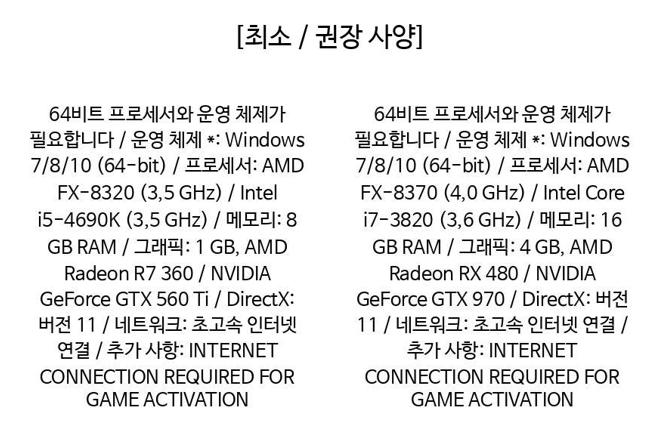 [최소 / 권장 사양]
64비트 프로세서와 운영 체제가
필요합니다 / 운영 체제 *: Windows
7/8/10 (64-bit) / 프로세서: AMD
FX-8320 (3,5 GHz) / Intel
i5-4690K (3,5 GHz) / 메모리: 8
GB RAM / 그래픽: 1 GB, AMD
Radeon R7 360 / NVIDIA
GeForce GTX 560 Ti / DirectX:
버전 11 / 네트워크: 초고속 인터넷
연결 / 추가 사항: INTERNET
CONNECTION REQUIRED FOR
GAME ACTIVATION
64비트 프로세서와 운영 체제가
필요합니다 / 운영 체제 *: Windows
7/8/10 (64-bit) / 프로세서: AMD
FX-8370 (4,0 GHz) / Intel Core
i7-3820 (3,6 GHz) / 메모리: 16
GB RAM / 그래픽: 4 GB, AMD
Radeon RX 480 / NVIDIA
GeForce GTX 970 / DirectX: 버전
11 / 네트워크: 초고속 인터넷 연결 /
추가 사항: INTERNET
CONNECTION REQUIRED FOR
GAME ACTIVATION